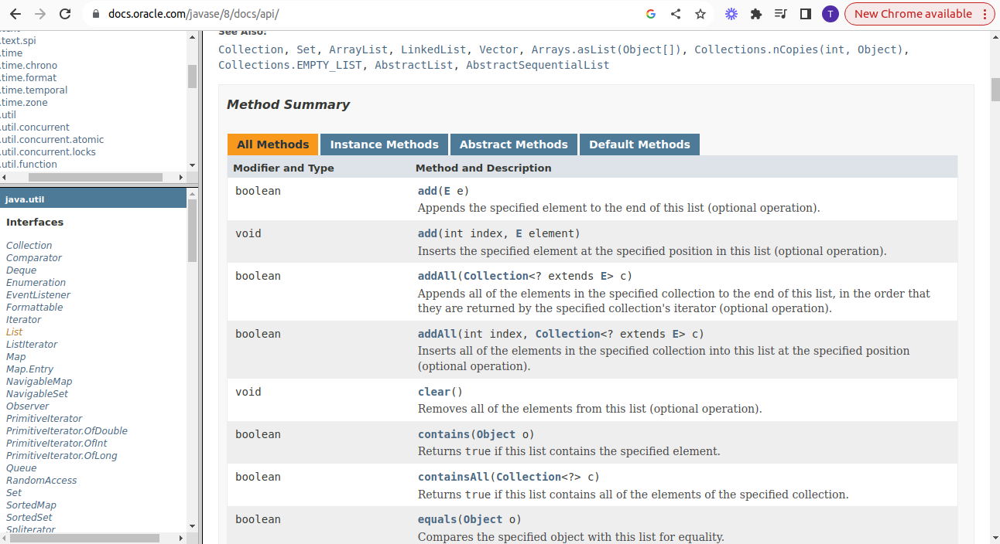 docs.oracle.com/javase/8/docs/api/
T
New Chrome available
.text.spi
.time
.time.chrono
.time.format
.time.temporal
.time.zone
.util
.util.concurrent
.util.concurrent.atomic
.util.concurrent.locks
.util.function
java.util
Interfaces
Collection
Comparator
Deque
Enumeration
EventListener
Formattable
Iterator
List
ListIterator
Map
Map.Entry
NavigableMap
NavigableSet
Observer
PrimitiveIterator
PrimitiveIterator.OfDouble
PrimitiveIterator.OfInt
PrimitiveIterator.OfLong
Queue
RandomAccess
Set
SortedMap
SortedSet
Spliterator
See Also:
Collection, Set, ArrayList, LinkedList, Vector, Arrays.asList(Object[]), Collections.nCopies(int, Object),
Collections.EMPTY_LIST, AbstractList, AbstractSequentialList
Method Summary
All Methods Instance Methods Abstract Methods Default Methods
Modifier and Type Method and Description
boolean add(E e)
Appends the specified element to the end of this list (optional operation).
void add(int index, E element)
Inserts the specified element at the specified position in this list (optional operation).
boolean addAll(Collection<? extends E> c)
Appends all of the elements in the specified collection to the end of this list, in the order that
they are returned by the specified collection's iterator (optional operation).
boolean addAll(int index, Collection<? extends E> c)
Inserts all of the elements in the specified collection into this list at the specified position
(optional operation).
void clear()
Removes all of the elements from this list (optional operation).
boolean contains(Object o)
Returns true if this list contains the specified element.
boolean containsAll(Collection<?> c)
Returns true if this list contains all of the elements of the specified collection.
boolean equals(Object o)
Compares the specified object with this list for equality.